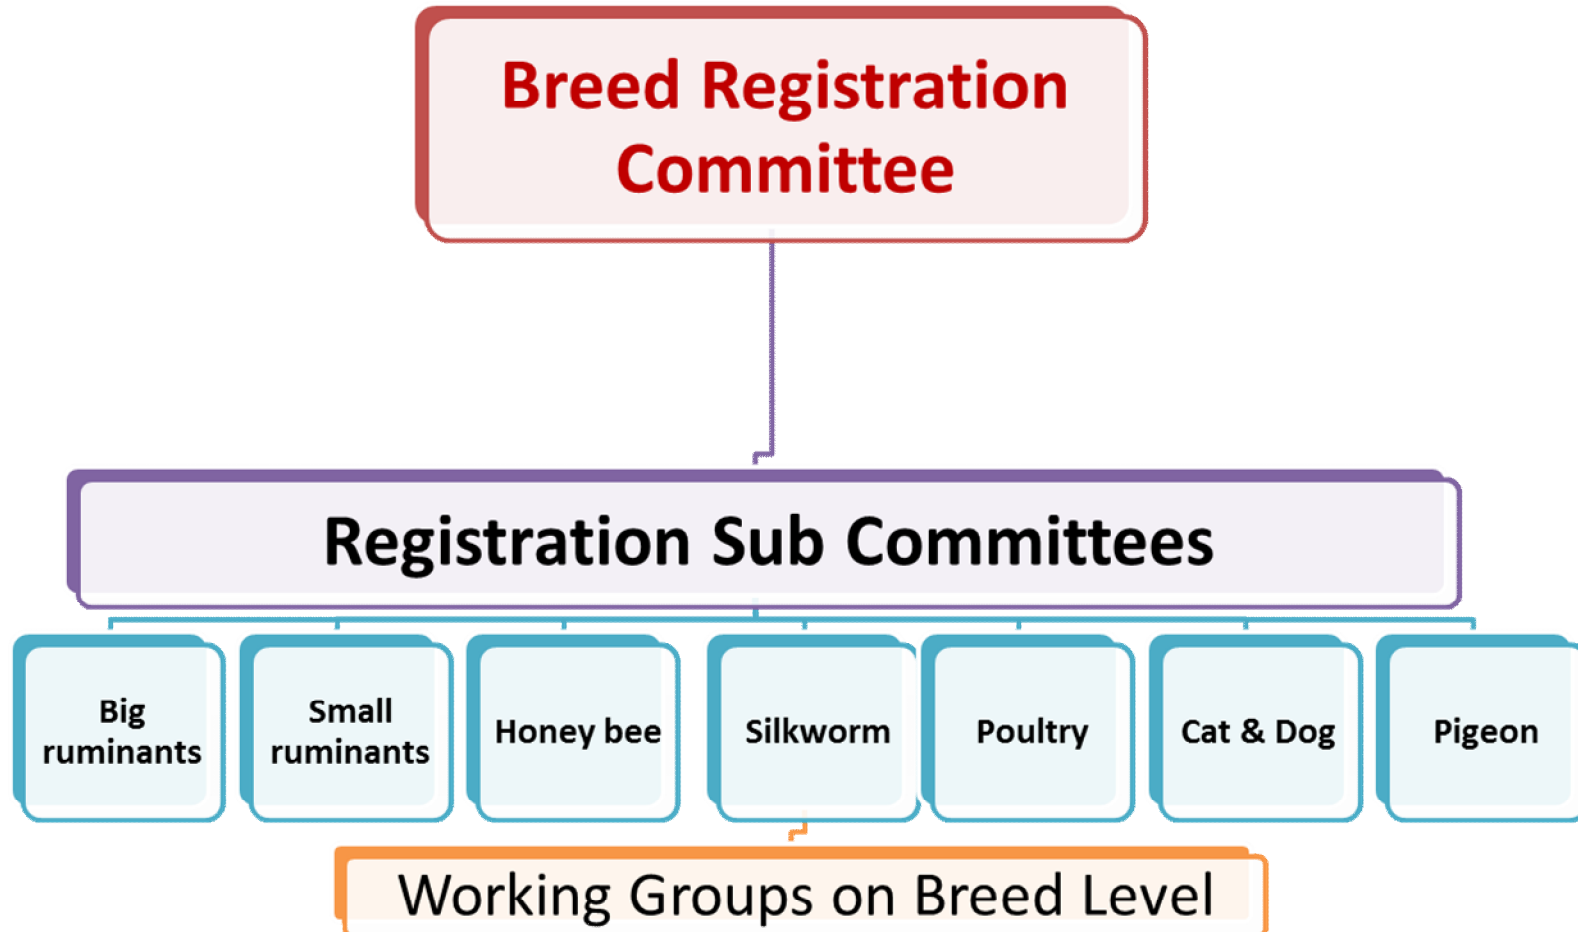 Breed Registration
Committee
Registration Sub Committees
Big
ruminants
Small
ruminants
Honey bee
Silkworm
Poultry
Cat & Dog
Pigeon
Working Groups on Breed Level